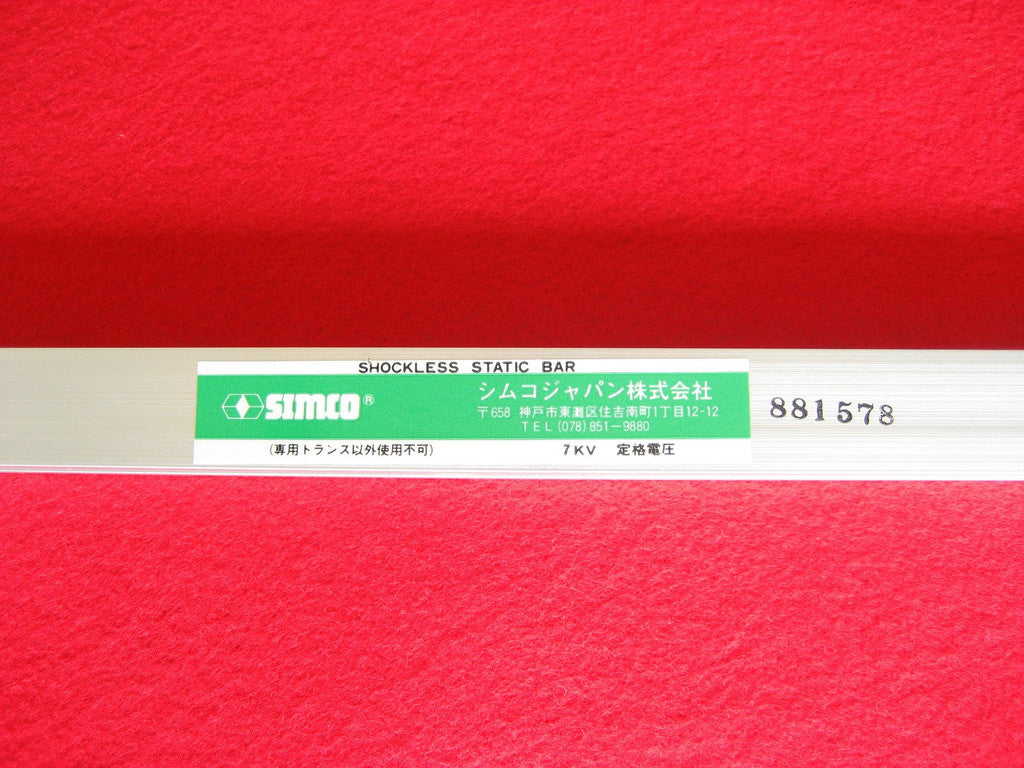 SHOCKLESS STATIC BAR
SIMCO®
シムコジャパン株式会社
〒658 神戸市東灘区住吉南町1丁目12-12
TEL (078) 851-9880
(専用トランス以外使用不可)
7KV 定格電圧
881578